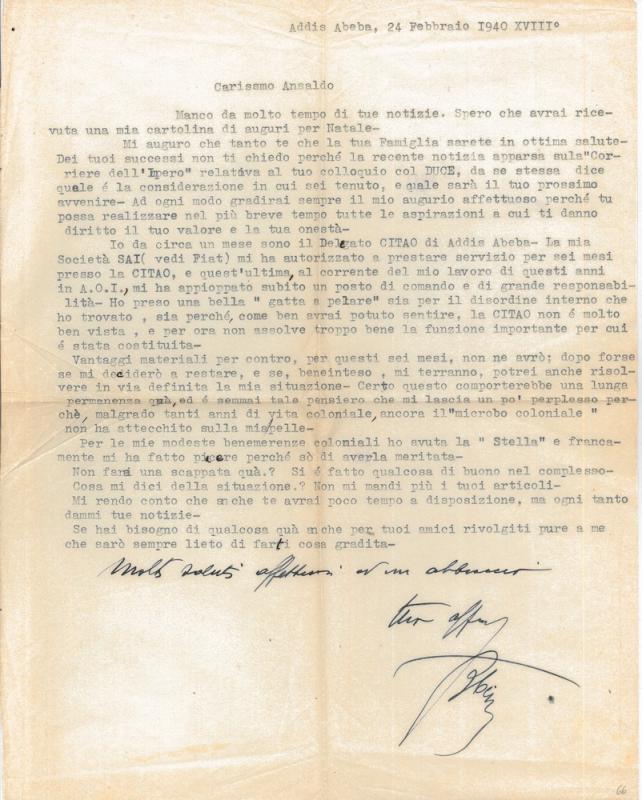 Addis Abeba, 24 Febbraio 1940 XVIII°
Carissmo Ansaldo
Manco da molto tempo di tue notizie. Spero che avrai rice-
vuta una mia cartolina di auguri per Natale-
Mi auguro che tanto te che la tua Famiglia sarete in ottima salute-
Dei tuoi successi non ti chiedo perché la recente notizia apparsa sula"Cor-
riere dell'Impero" relativa al tuo colloquio col DUCE, da se stessa dice
quale é la considerazione in cui sei tenuto, e quale sarà il tuo prossimo
avvenire- Ad ogni modo gradirai sempre il mio augurio affettuoso perché tu
possa realizzare nel più breve tempo tutte le aspirazioni a cui ti danno
diritto il tuo valore e la tua onestà-
Io da circa un mese sono il Delegato CITAO di Addis Abeba- La mia
Società SAI( vedi Fiat) mi ha autorizzato a prestare servizio per sei mesi
presso la CITAO, e quest'ultima, al corrente del mio lavoro di questi anni
in A.O.I., mi ha appioppato subito un posto di comando e di grande responsabi-
lità- Ho preso una bella " gatta a pelare" sia per il disordine interno che
ho trovato , sia perché, come ben avrai potuto sentire, la CITAO non é molto
ben vista , e per ora non assolve troppo bene la funzione importante per cui
é stata costituita-
Vantaggi materiali per contro, per questi sei mesi, non ne avrò; dopo forse
se mi deciderò a restare, e se, beneinteso , mi terranno, potrei anche risol-
vere in via definita la mia situazione- Certo questo comporterebbe una lunga
permanenza quà, ed é semmai tale pensiero che mi lascia un po' perplesso per-
chè, malgrado tanti anni di vita coloniale, ancora il"microbo coloniale "
non ha attecchito sulla mia pelle-
Per le mie modeste benemerenze coloniali ho avuta la " Stella" e franca-
mente mi ha fatto picere perché sò di averla meritata-
Non farai una scappata quà.? Si é fatto qualcosa di buono nel complesso-
Cosa mi dici della situazione.? Non mi mandi più i tuoi articoli-
Mi rendo conto che anche te avrai poco tempo a disposizione, ma ogni tanto
dammi tue notizie-
Se hai bisogno di qualcosa quà anche per tuoi amici rivolgiti pure a me
che sarò sempre lieto di farti cosa gradita-
Molti saluti affettuosi ed un abbraccio
tuo aff
66